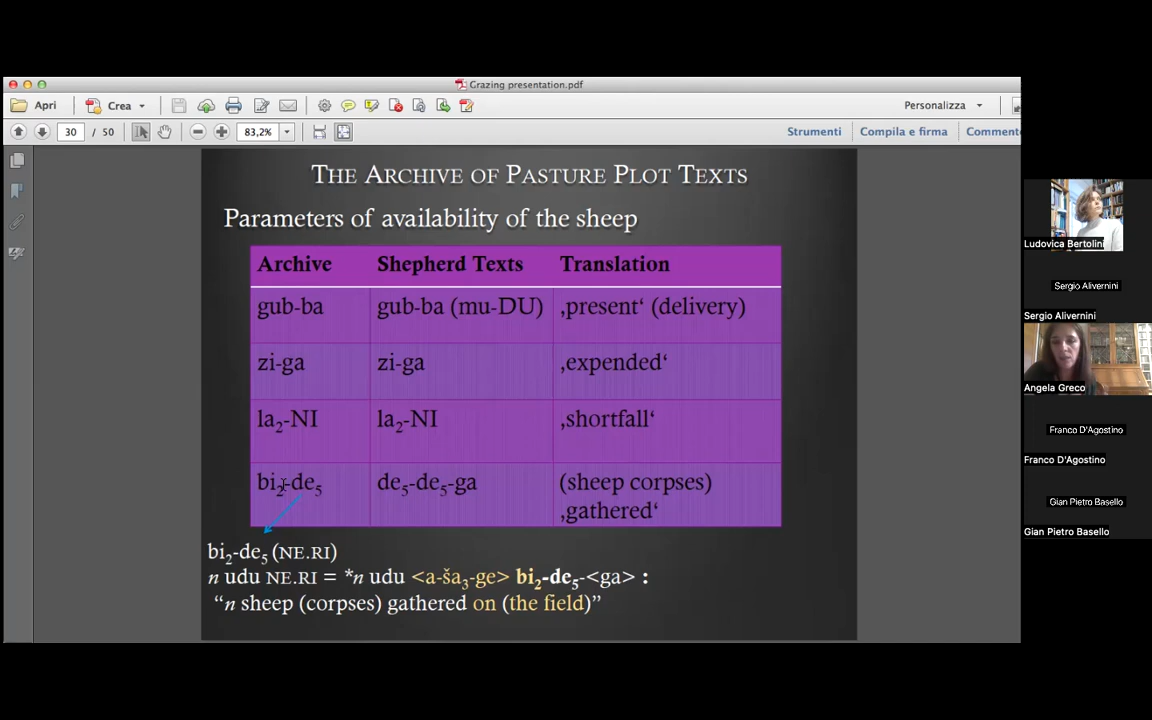 Grazing presentation.pdf
Apri Crea Personalizza
30 / 50 83,2% Strumenti Compila e firma Comment
THE ARCHIVE OF PASTURE PLOT TEXTS
Parameters of availability of the sheep
Archive Shepherd Texts Translation
gub-ba gub-ba (mu-DU) ‚present‘ (delivery)
zi-ga zi-ga ‚expended‘
la₂-NI la₂-NI ‚shortfall‘
bi₂-de₅ de₅-de₅-ga (sheep corpses)
‚gathered‘
bi₂-de₅ (NE.RI)
n udu NE.RI = *n udu <a-ša₃-ge> bi₂-de₅-<ga> :
“n sheep (corpses) gathered on (the field)”
Ludovica Bertolini
Sergio Alivernini
Sergio Alivernini
Angela Greco
Franco D'Agostino
Franco D'Agostino
Gian Pietro Basello
Gian Pietro Basello